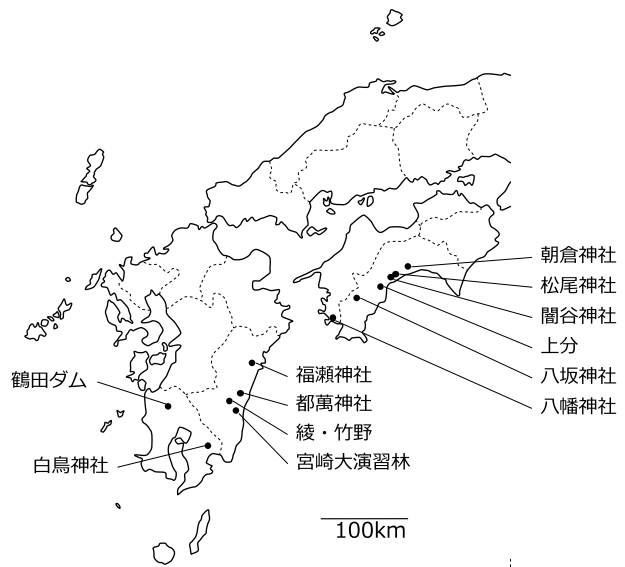 朝倉神社
松尾神社
闇谷神社
上分
八坂神社
八幡神社
福瀬神社
都萬神社
綾・竹野
宮崎大演習林
鶴田ダム
白鳥神社
100km